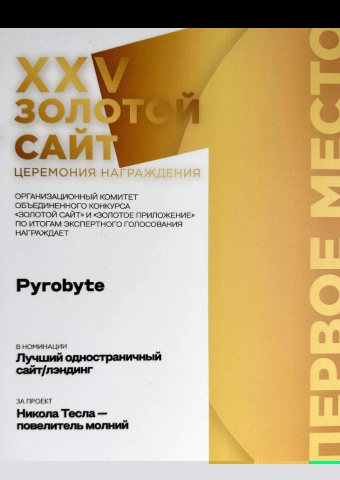 XXV
ЗОЛОТОЙ
САЙТ
ЦЕРЕМОНИЯ НАГРАЖДЕНИЯ
ОРГАНИЗАЦИОННЫЙ КОМИТЕТ
ОБЪЕДИНЕННОГО КОНКУРСА
«ЗОЛОТОЙ САЙТ» И «ЗОЛОТОЕ ПРИЛОЖЕНИЕ»
ПО ИТОГАМ ЭКСПЕРТНОГО ГОЛОСОВАНИЯ
НАГРАЖДАЕТ
Pyrobyte
В НОМИНАЦИИ
Лучший одностраничный
сайт/лэндинг
ЗА ПРОЕКТ
Никола Тесла —
повелитель молний
ПЕРВОЕ МЕСТО